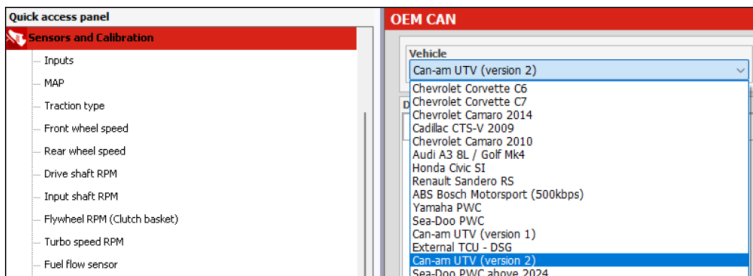 Quick access panel
Sensors and Calibration
Inputs
MAP
Traction type
Front wheel speed
Rear wheel speed
Drive shaft RPM
Input shaft RPM
Flywheel RPM (Clutch basket)
Turbo speed RPM
Fuel flow sensor
OEM CAN
Vehicle
Can-am UTV (version 2)
D
Chevrolet Corvette C6
Chevrolet Corvette C7
Chevrolet Camaro 2014
Cadillac CTS-V 2009
Chevrolet Camaro 2010
Audi A3 8L / Golf Mk4
Honda Civic SI
Renault Sandero RS
ABS Bosch Motorsport (500kbps)
Yamaha PWC
Sea-Doo PWC
Can-am UTV (version 1)
External TCU - DSG
Can-am UTV (version 2)
Sea-Doo PWC above 2024